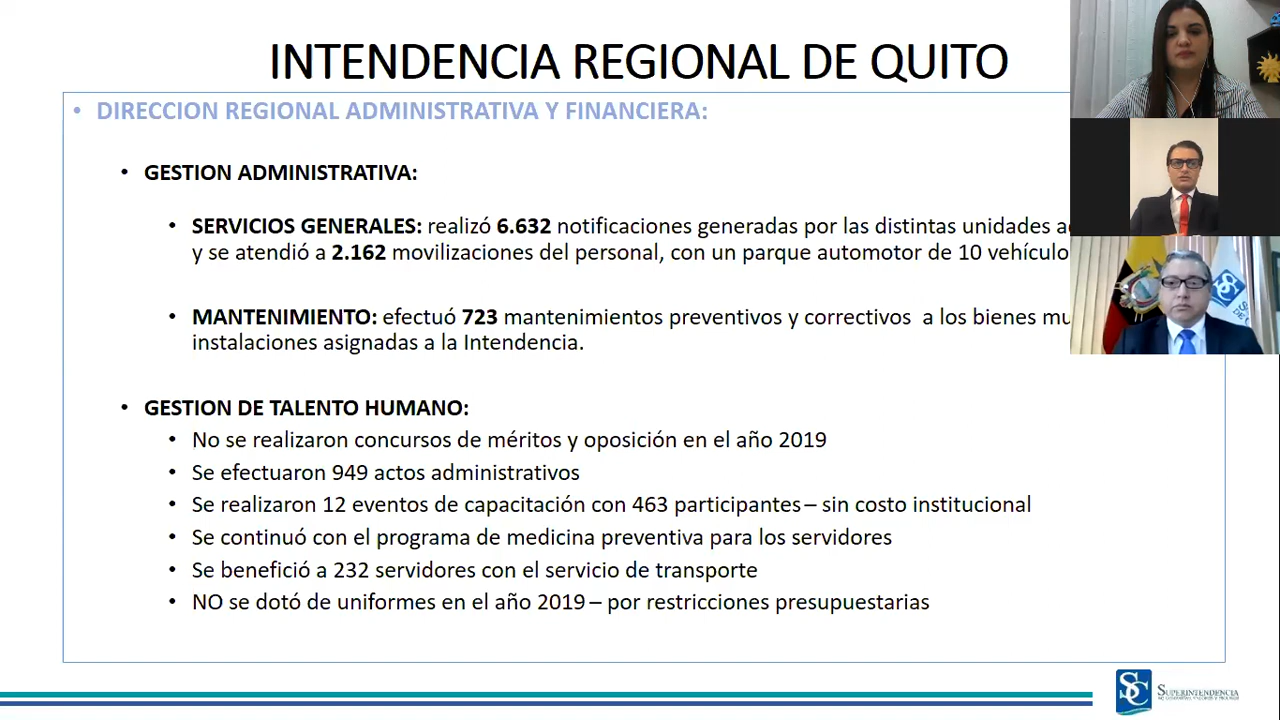 INTENDENCIA REGIONAL DE QUITO
• DIRECCION REGIONAL ADMINISTRATIVA Y FINANCIERA:
• GESTION ADMINISTRATIVA:
• SERVICIOS GENERALES: realizó 6.632 notificaciones generadas por las distintas unidades
y se atendió a 2.162 movilizaciones del personal, con un parque automotor de 10 vehículo
• MANTENIMIENTO: efectuó 723 mantenimientos preventivos y correctivos a los bienes
instalaciones asignadas a la Intendencia.
• GESTION DE TALENTO HUMANO:
• No se realizaron concursos de méritos y oposición en el año 2019
• Se efectuaron 949 actos administrativos
• Se realizaron 12 eventos de capacitación con 463 participantes – sin costo institucional
• Se continuó con el programa de medicina preventiva para los servidores
• Se benefició a 232 servidores con el servicio de transporte
• NO se dotó de uniformes en el año 2019 – por restricciones presupuestarias
SC SUPERINTENDENCIA